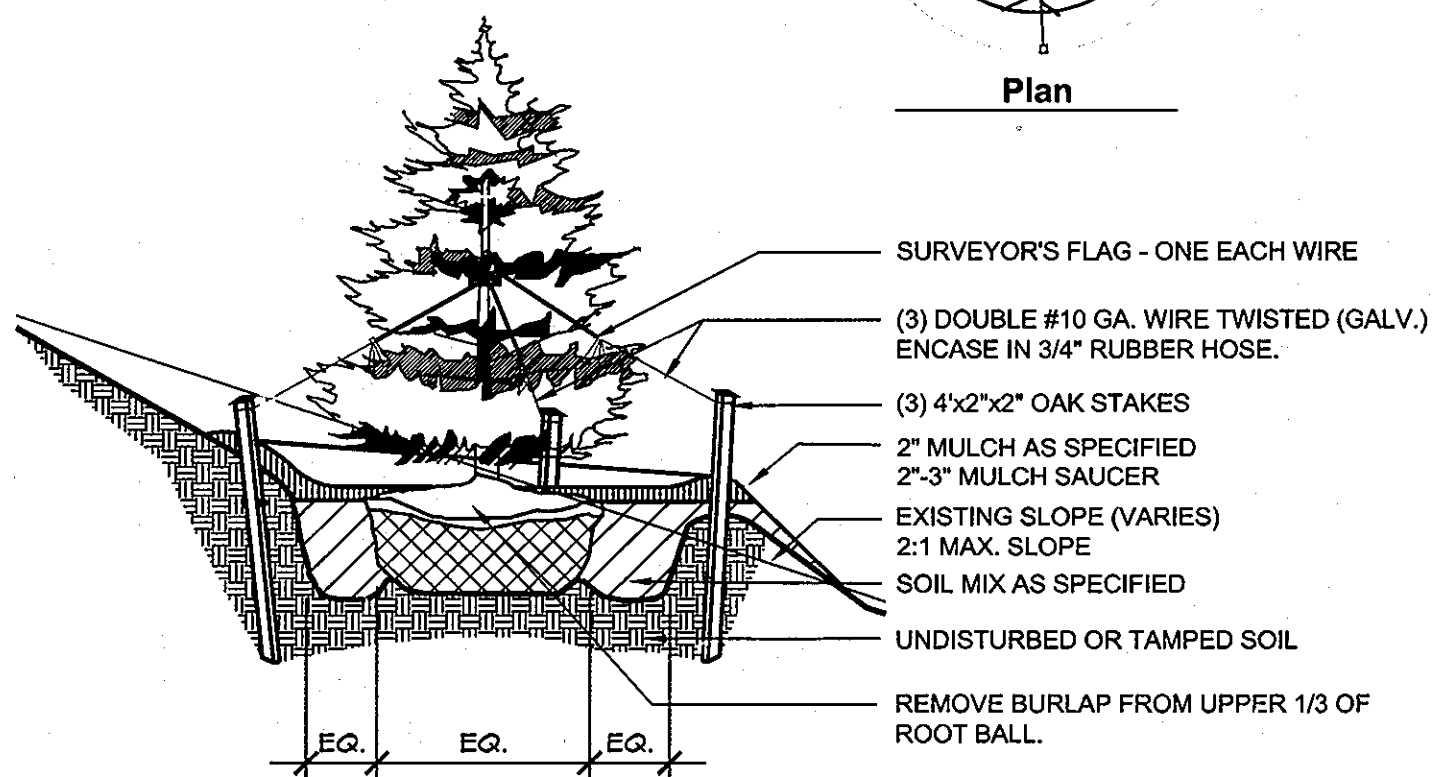 Plan
SURVEYOR'S FLAG - ONE EACH WIRE
(3) DOUBLE #10 GA. WIRE TWISTED (GALV.)
ENCASE IN 3/4" RUBBER HOSE.
(3) 4'x2"x2" OAK STAKES
2" MULCH AS SPECIFIED
2"-3" MULCH SAUCER
EXISTING SLOPE (VARIES)
2:1 MAX. SLOPE
SOIL MIX AS SPECIFIED
UNDISTURBED OR TAMPED SOIL
REMOVE BURLAP FROM UPPER 1/3 OF
ROOT BALL.
EQ. EQ. EQ.